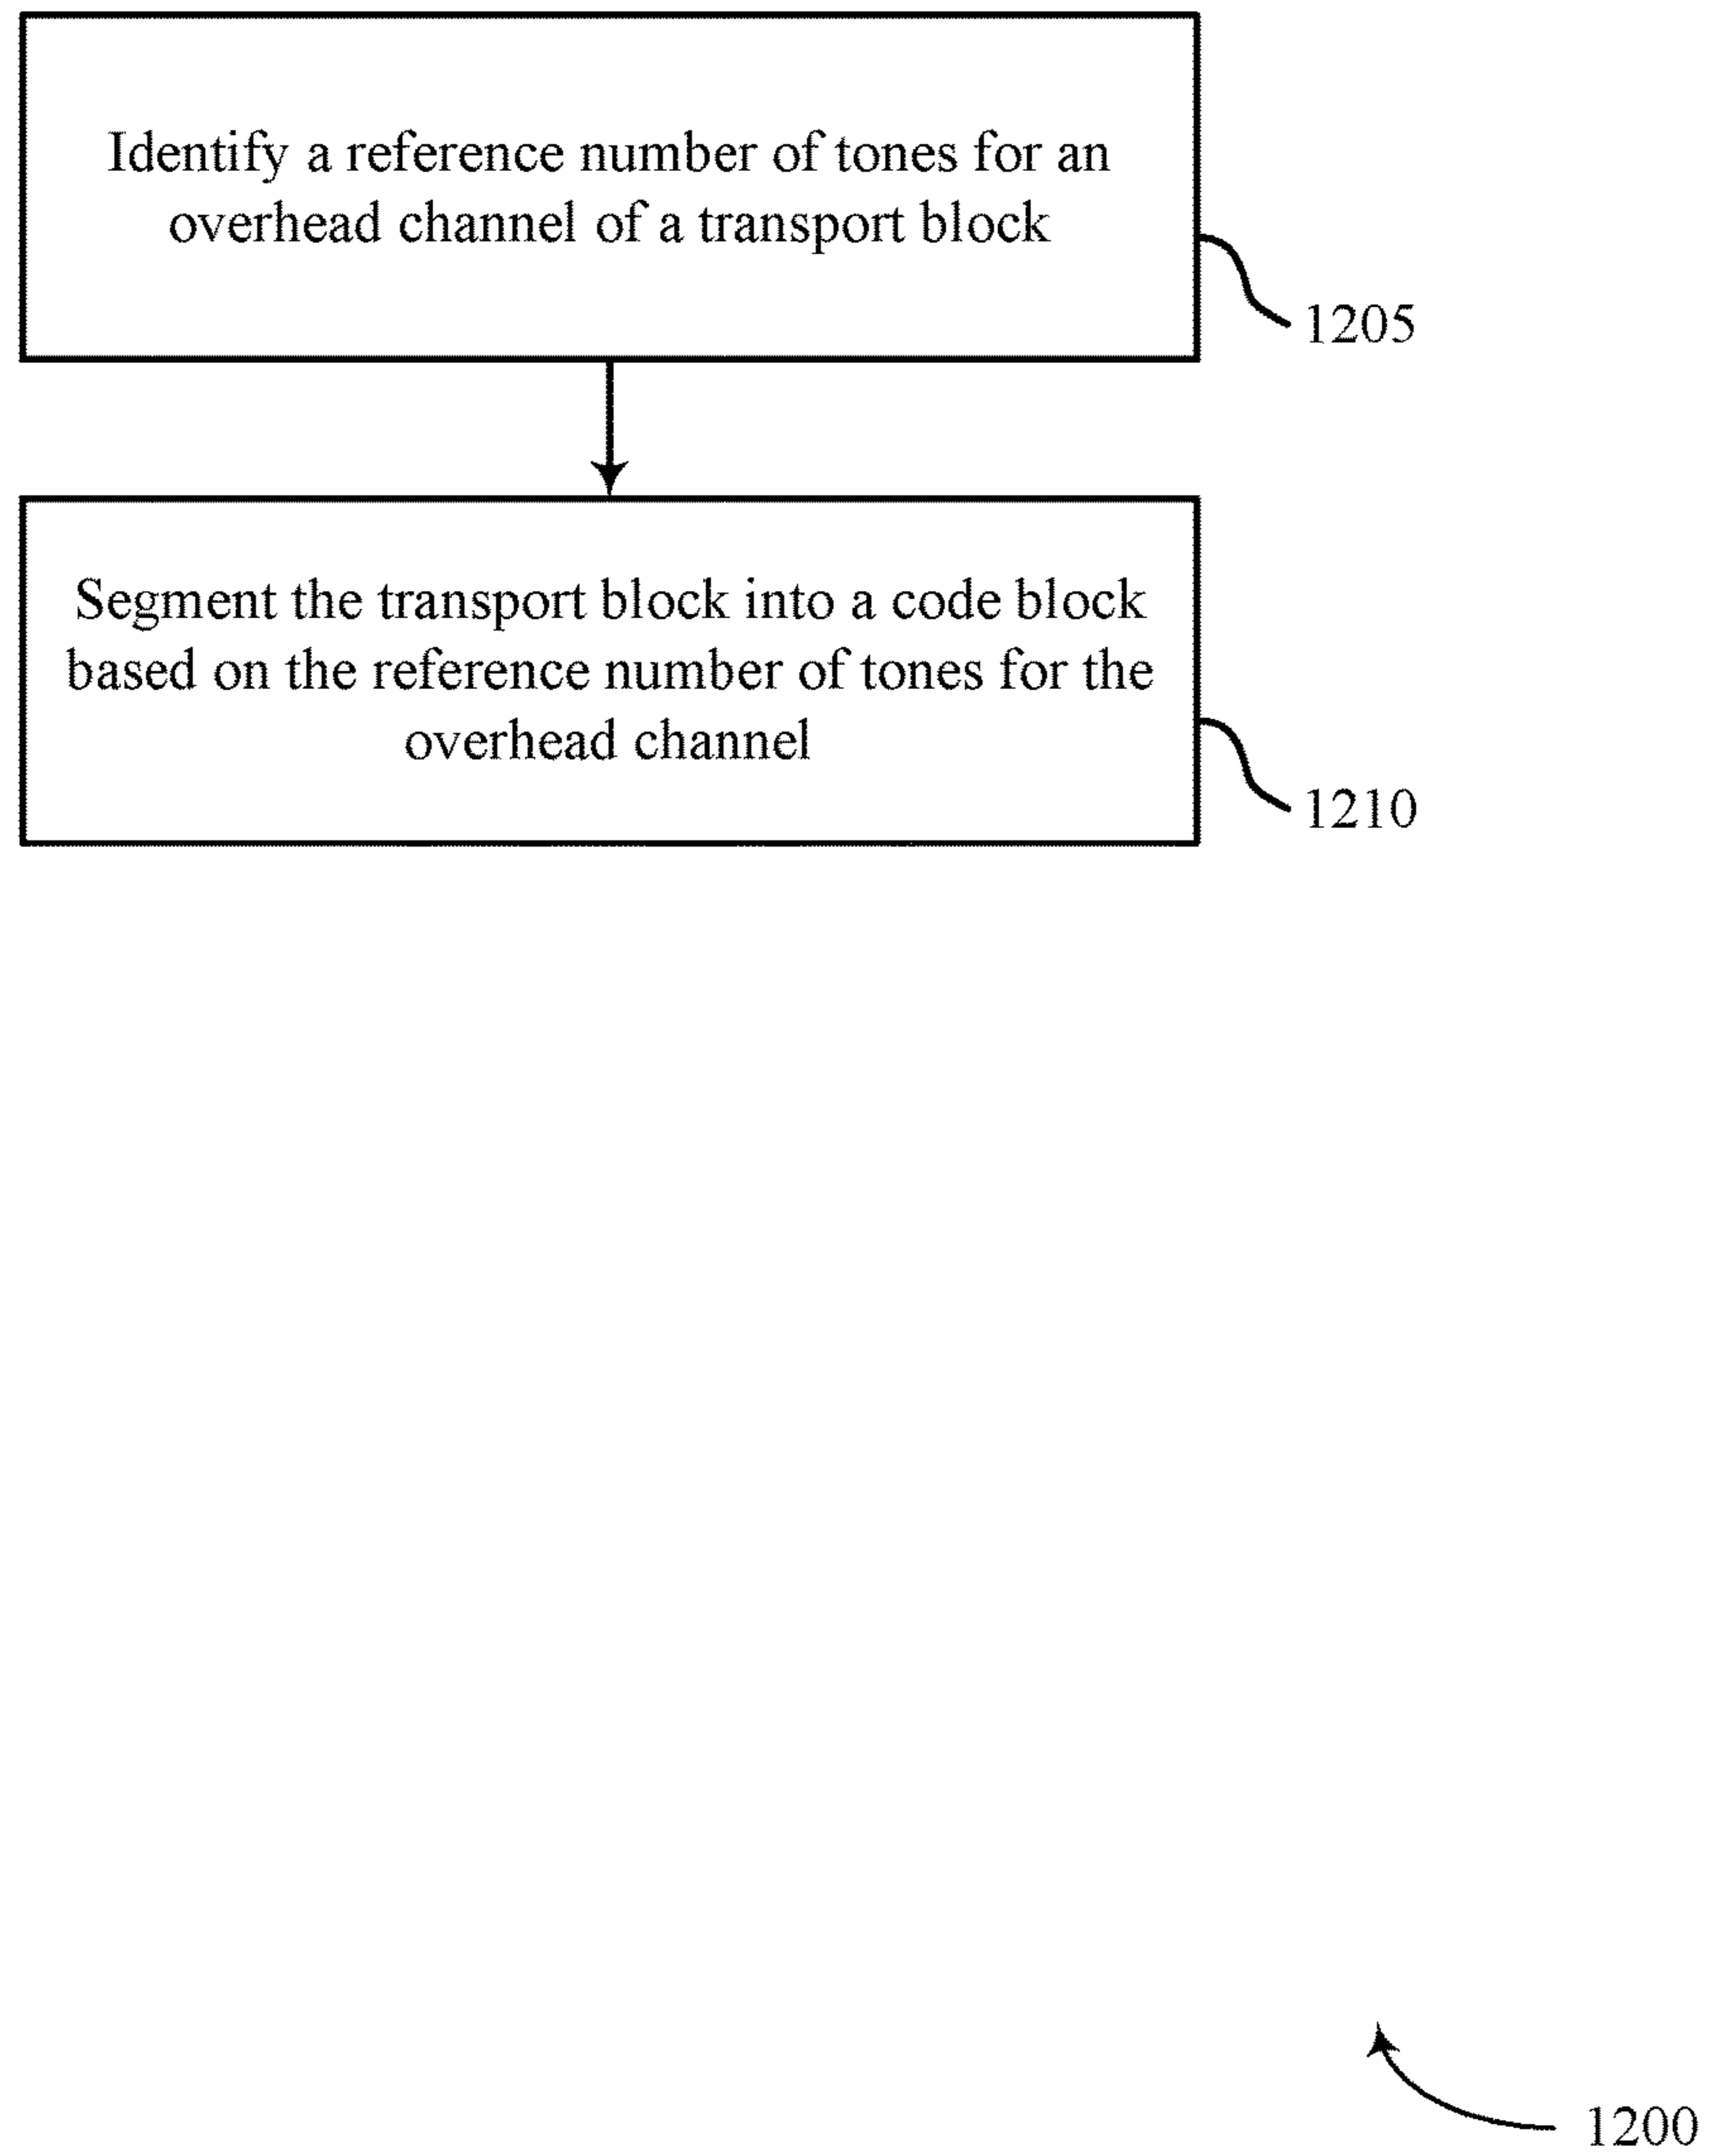 Identify a reference number of tones for an
overhead channel of a transport block
1205
Segment the transport block into a code block
based on the reference number of tones for the
overhead channel
1210
1200